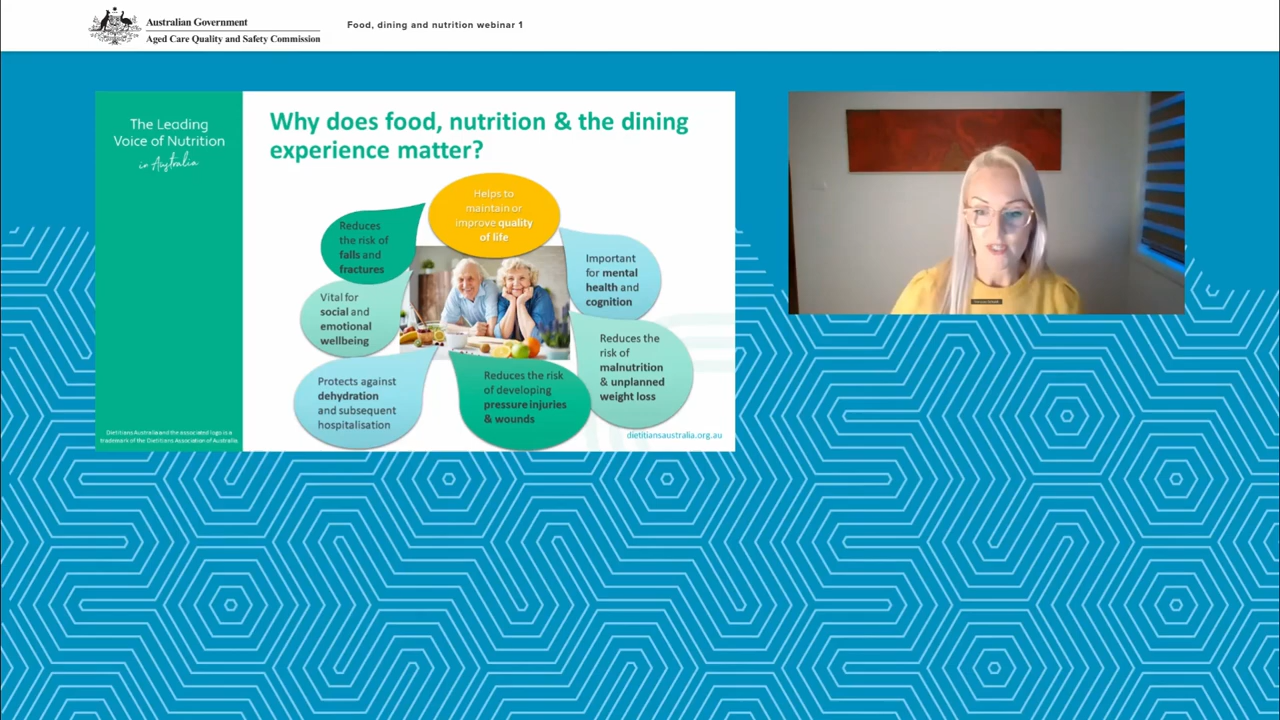 Australian Government
Aged Care Quality and Safety Commission
Food, dining and nutrition webinar 1
The Leading
Voice of Nutrition
in Australia
Dietitians Australia and the associated logo is a
trademark of the Dietitians Association of Australia.
Why does food, nutrition & the dining
experience matter?
Helps to
maintain or
improve quality
of life
Reduces
the risk of
falls and
fractures
Important
for mental
health and
cognition
Vital for
social and
emotional
wellbeing
Reduces the
risk of
malnutrition
& unplanned
weight loss
Protects against
dehydration
and subsequent
hospitalisation
Reduces the risk
of developing
pressure injuries
& wounds
dietitiansaustralia.org.au